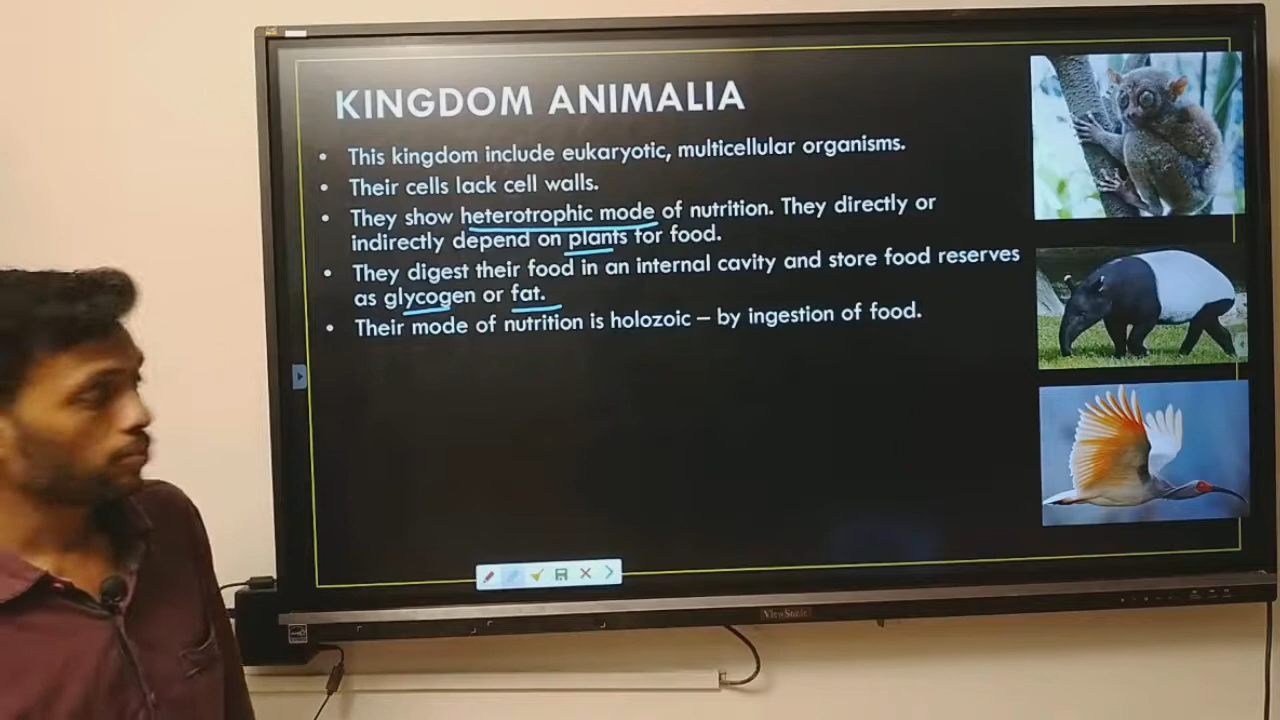 KINGDOM ANIMALIA
• This kingdom include eukaryotic, multicellular organisms.
• Their cells lack cell walls.
• They show heterotrophic mode of nutrition. They directly or
indirectly depend on plants for food.
• They digest their food in an internal cavity and store food reserves
as glycogen or fat.
• Their mode of nutrition is holozoic – by ingestion of food.
ViewSonic